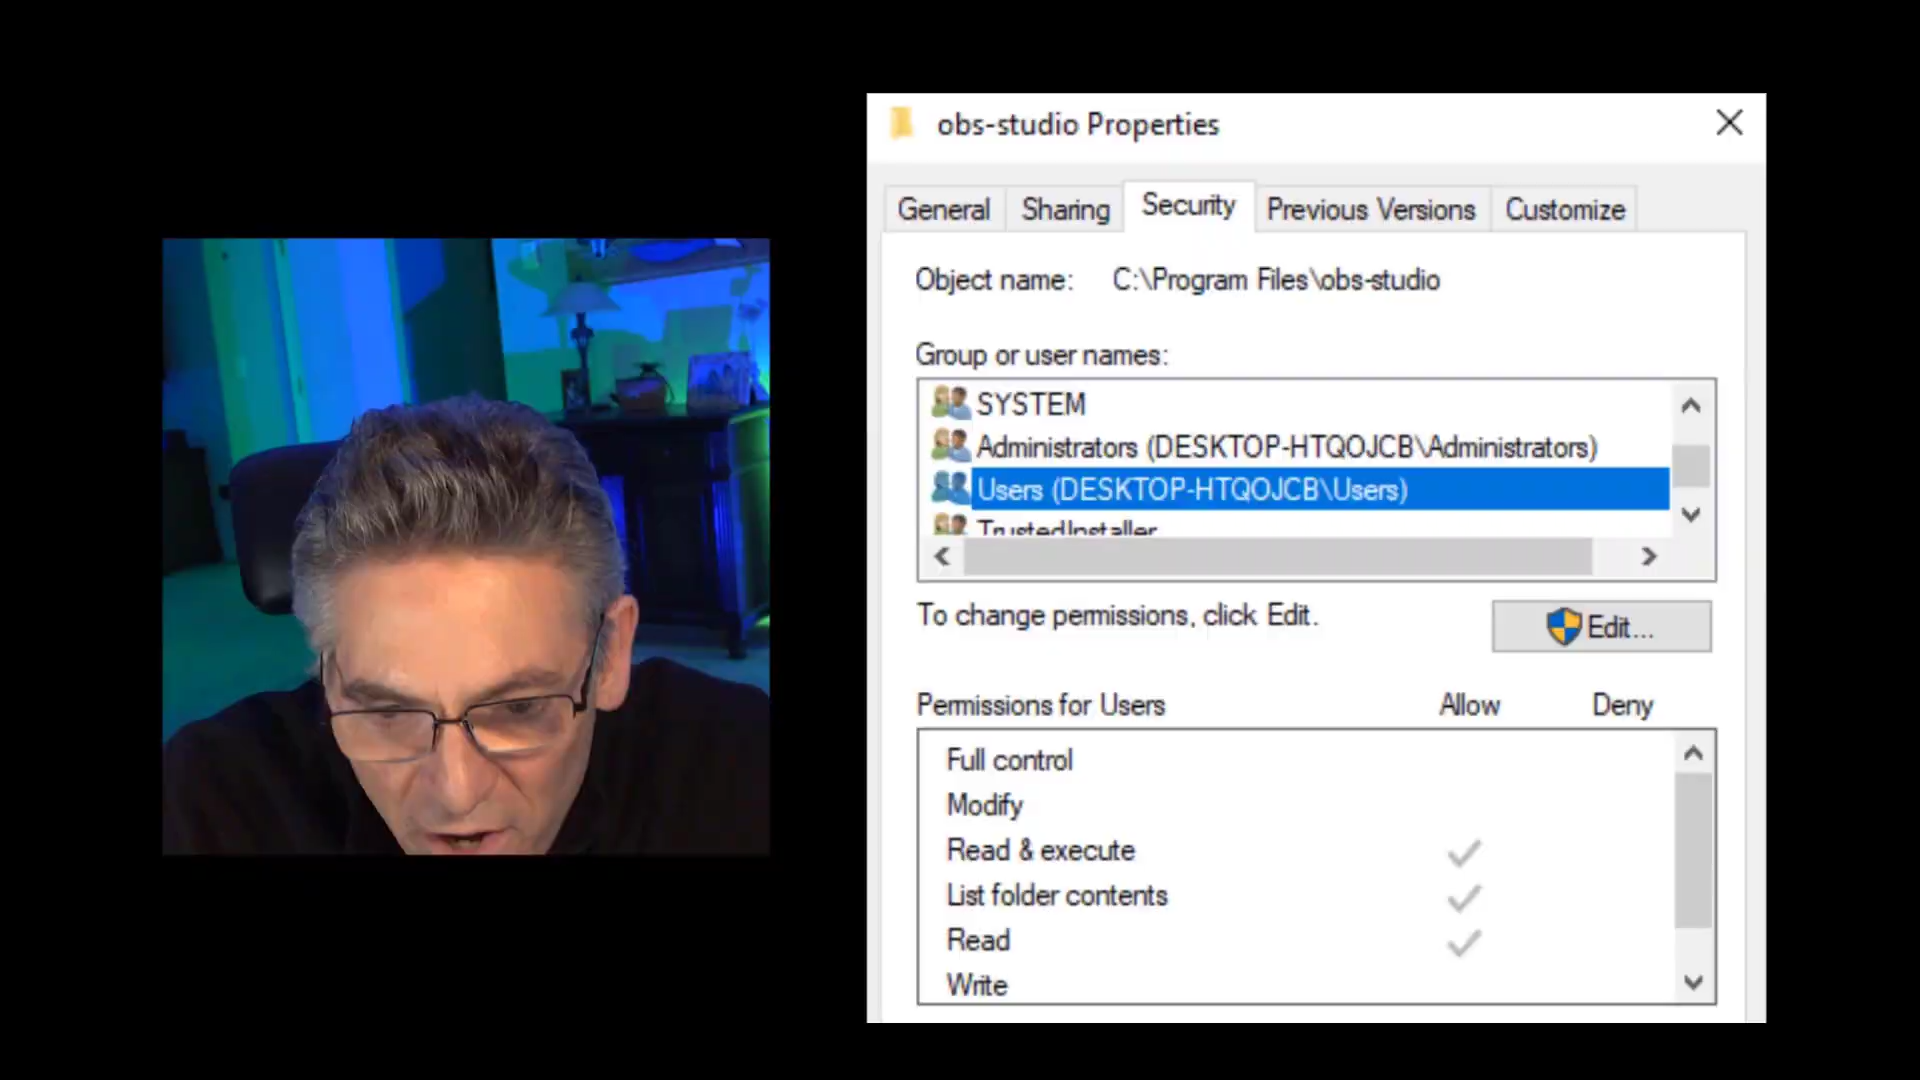 obs-studio Properties
General Sharing Security Previous Versions Customize
Object name: C:\Program Files\obs-studio
Group or user names:
SYSTEM
Administrators (DESKTOP-HTQOJCB\Administrators)
Users (DESKTOP-HTQOJCB\Users)
TrustedInstaller
To change permissions, click Edit.
Edit...
Permissions for Users Allow Deny
Full control
Modify
Read & execute
List folder contents
Read
Write